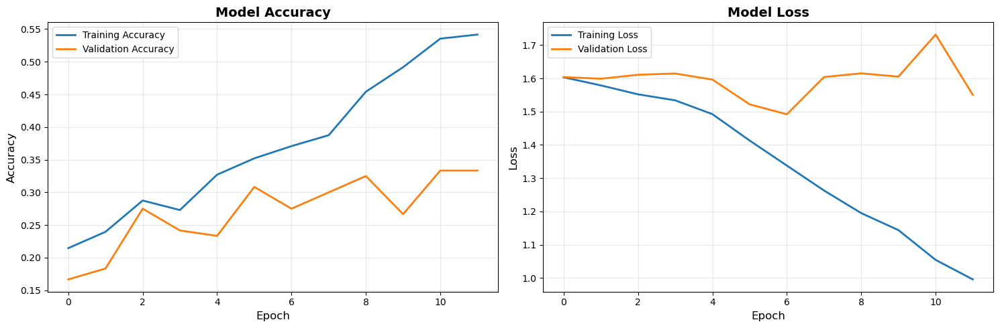 Model Accuracy
Training Accuracy
Validation Accuracy
0.55
0.50
0.45
0.40
0.35
0.30
0.25
0.20
0.15
Accuracy
0 2 4 6 8 10
Epoch
Model Loss
Training Loss
Validation Loss
1.7
1.6
1.5
1.4
1.3
1.2
1.1
1.0
Loss
0 2 4 6 8 10
Epoch